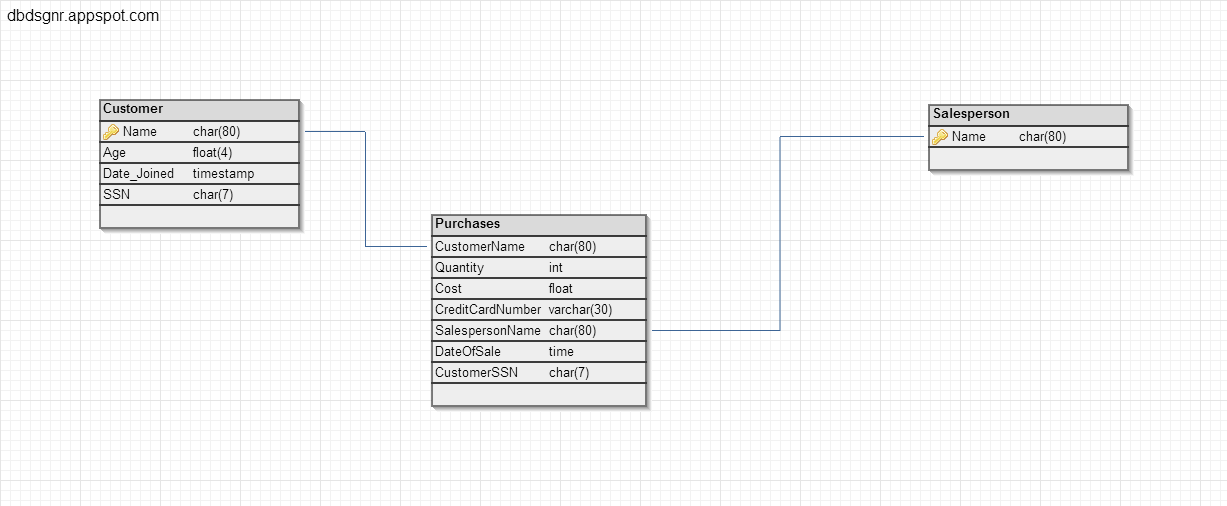 dbdsgnr.appspot.com
Customer
Name char(80)
Age float(4)
Date_Joined timestamp
SSN char(7)
Purchases
CustomerName char(80)
Quantity int
Cost float
CreditCardNumber varchar(30)
SalespersonName char(80)
DateOfSale time
CustomerSSN char(7)
Salesperson
Name char(80)